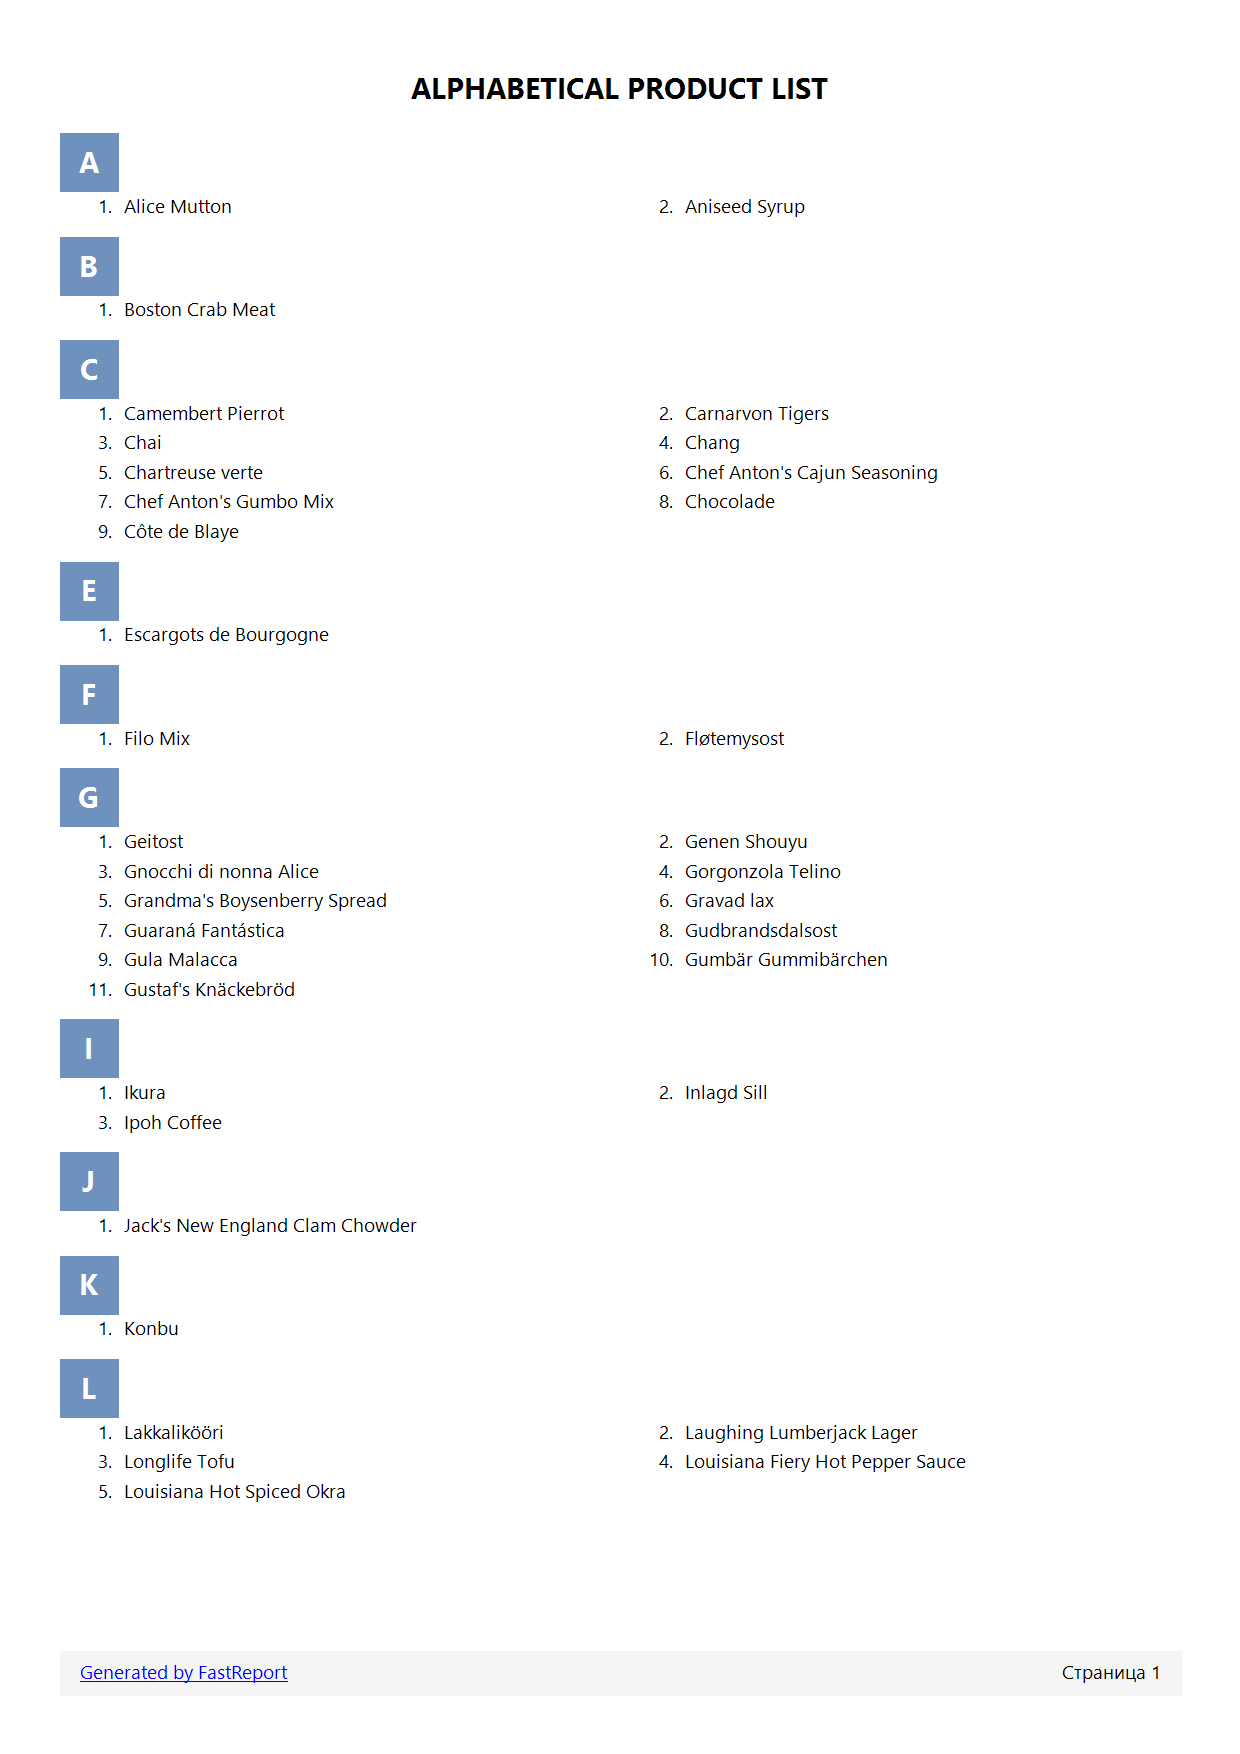 ALPHABETICAL PRODUCT LIST
A
1. Alice Mutton 2. Aniseed Syrup
B
1. Boston Crab Meat
C
1. Camembert Pierrot 2. Carnarvon Tigers
3. Chai 4. Chang
5. Chartreuse verte 6. Chef Anton's Cajun Seasoning
7. Chef Anton's Gumbo Mix 8. Chocolade
9. Côte de Blaye
E
1. Escargots de Bourgogne
F
1. Filo Mix 2. Fløtemysost
G
1. Geitost 2. Genen Shouyu
3. Gnocchi di nonna Alice 4. Gorgonzola Telino
5. Grandma's Boysenberry Spread 6. Gravad lax
7. Guaraná Fantástica 8. Gudbrandsdalsost
9. Gula Malacca 10. Gumbär Gummibärchen
11. Gustaf's Knäckebröd
I
1. Ikura 2. Inlagd Sill
3. Ipoh Coffee
J
1. Jack's New England Clam Chowder
K
1. Konbu
L
1. Lakkalikööri 2. Laughing Lumberjack Lager
3. Longlife Tofu 4. Louisiana Fiery Hot Pepper Sauce
5. Louisiana Hot Spiced Okra
Generated by FastReport Страница 1